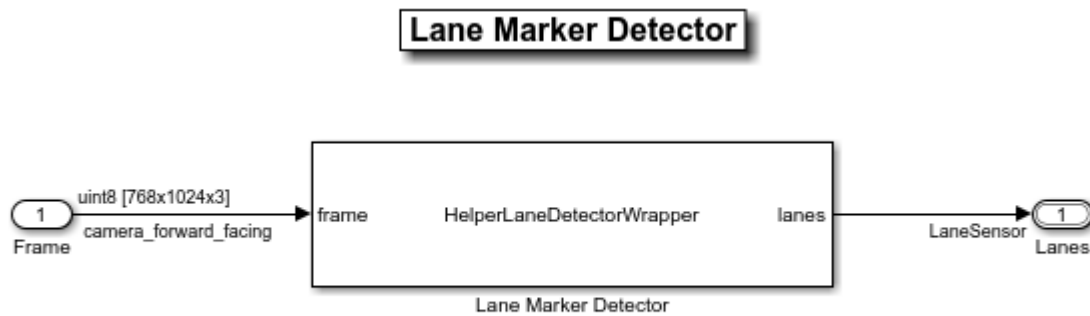 Lane Marker Detector
uint8 [768x1024x3]
1
camera_forward_facing
Frame
frame
HelperLaneDetectorWrapper
lanes
Lane Marker Detector
LaneSensor
1
Lanes